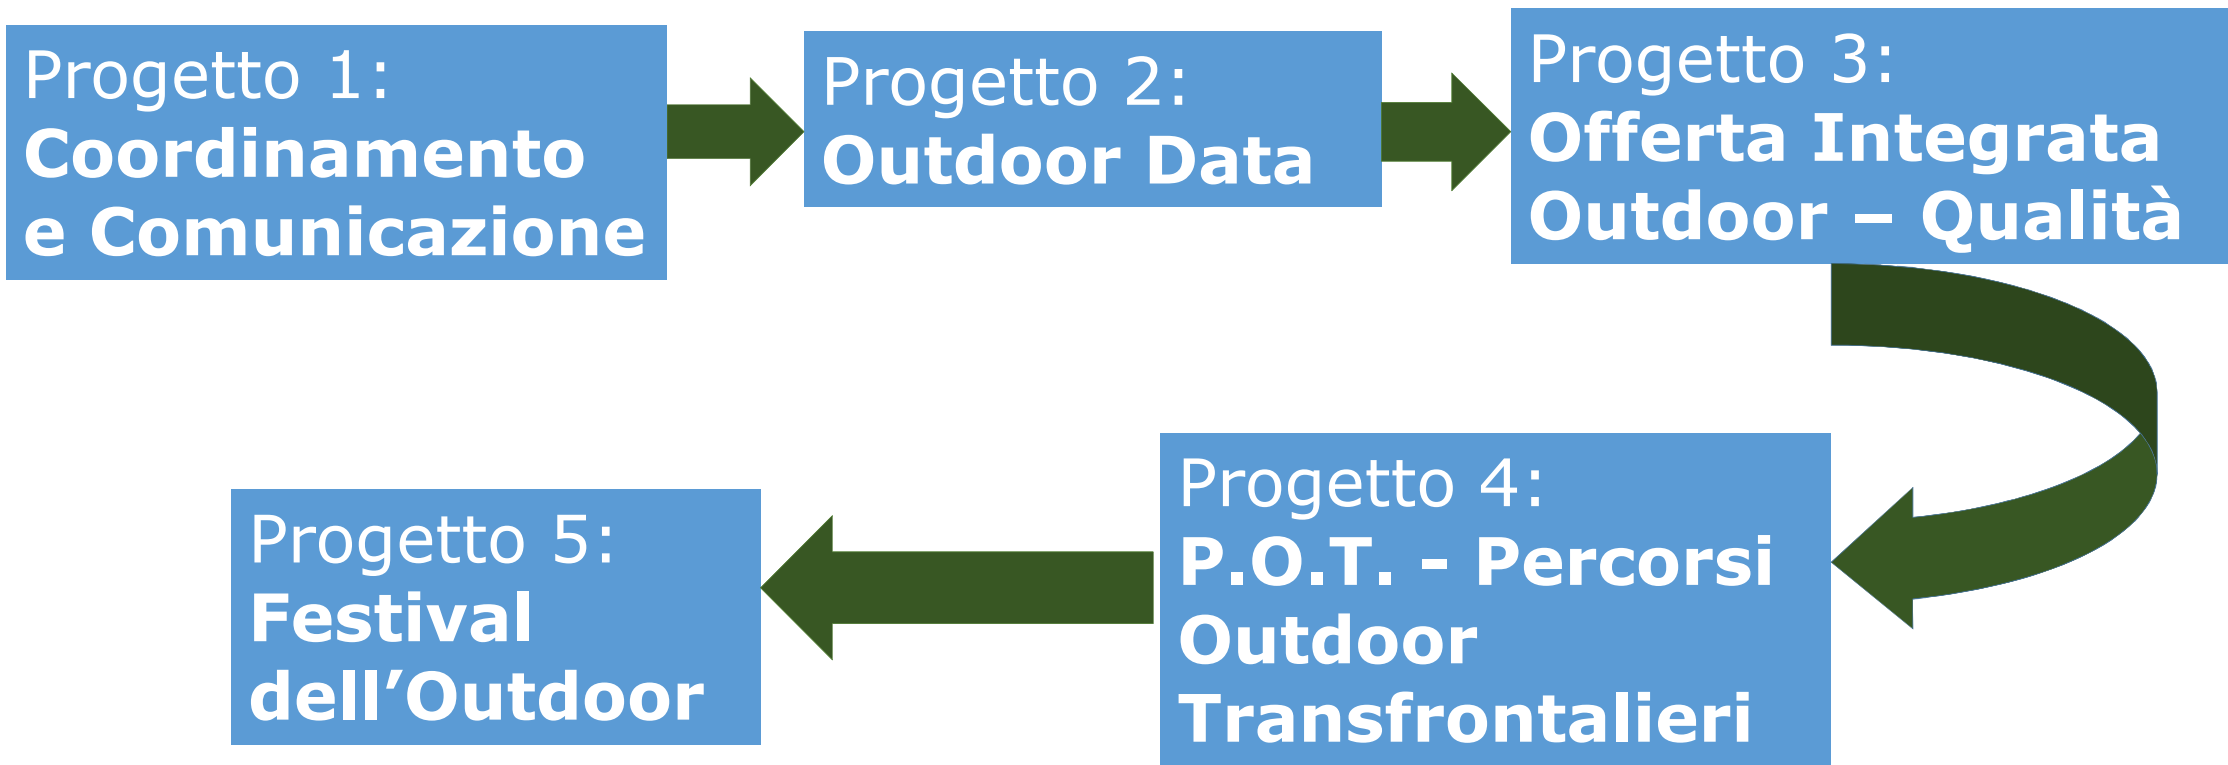 Progetto 1:
Coordinamento
e Comunicazione
Progetto 2:
Outdoor Data
Progetto 3:
Offerta Integrata
Outdoor – Qualità
Progetto 4:
P.O.T. - Percorsi
Outdoor
Transfrontalieri
Progetto 5:
Festival
dell’Outdoor